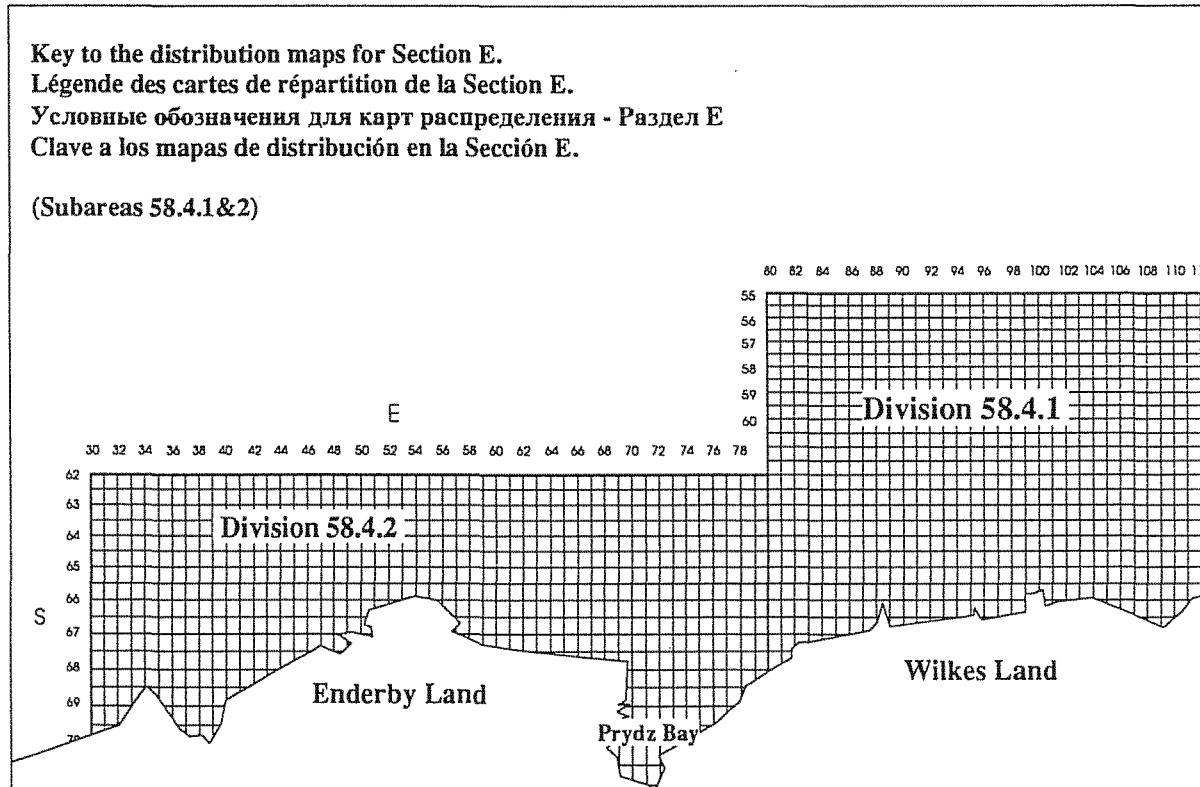 Key to the distribution maps for Section E.
Légende des cartes de répartition de la Section E.
Условные обозначения для карт распределения - Раздел Е
Clave a los mapas de distribución en la Sección E.
(Subareas 58.4.1&2)
80 82 84 86 88 90 92 94 96 98 100 102 104 106 108 110
55
56
57
58
59
60
Division 58.4.1
E
30 32 34 36 38 40 42 44 46 48 50 52 54 56 58 60 62 64 66 68 70 72 74 76 78
62
63
64
65
66
67
68
69
Division 58.4.2
S
Enderby Land
Wilkes Land
Prydz Bay